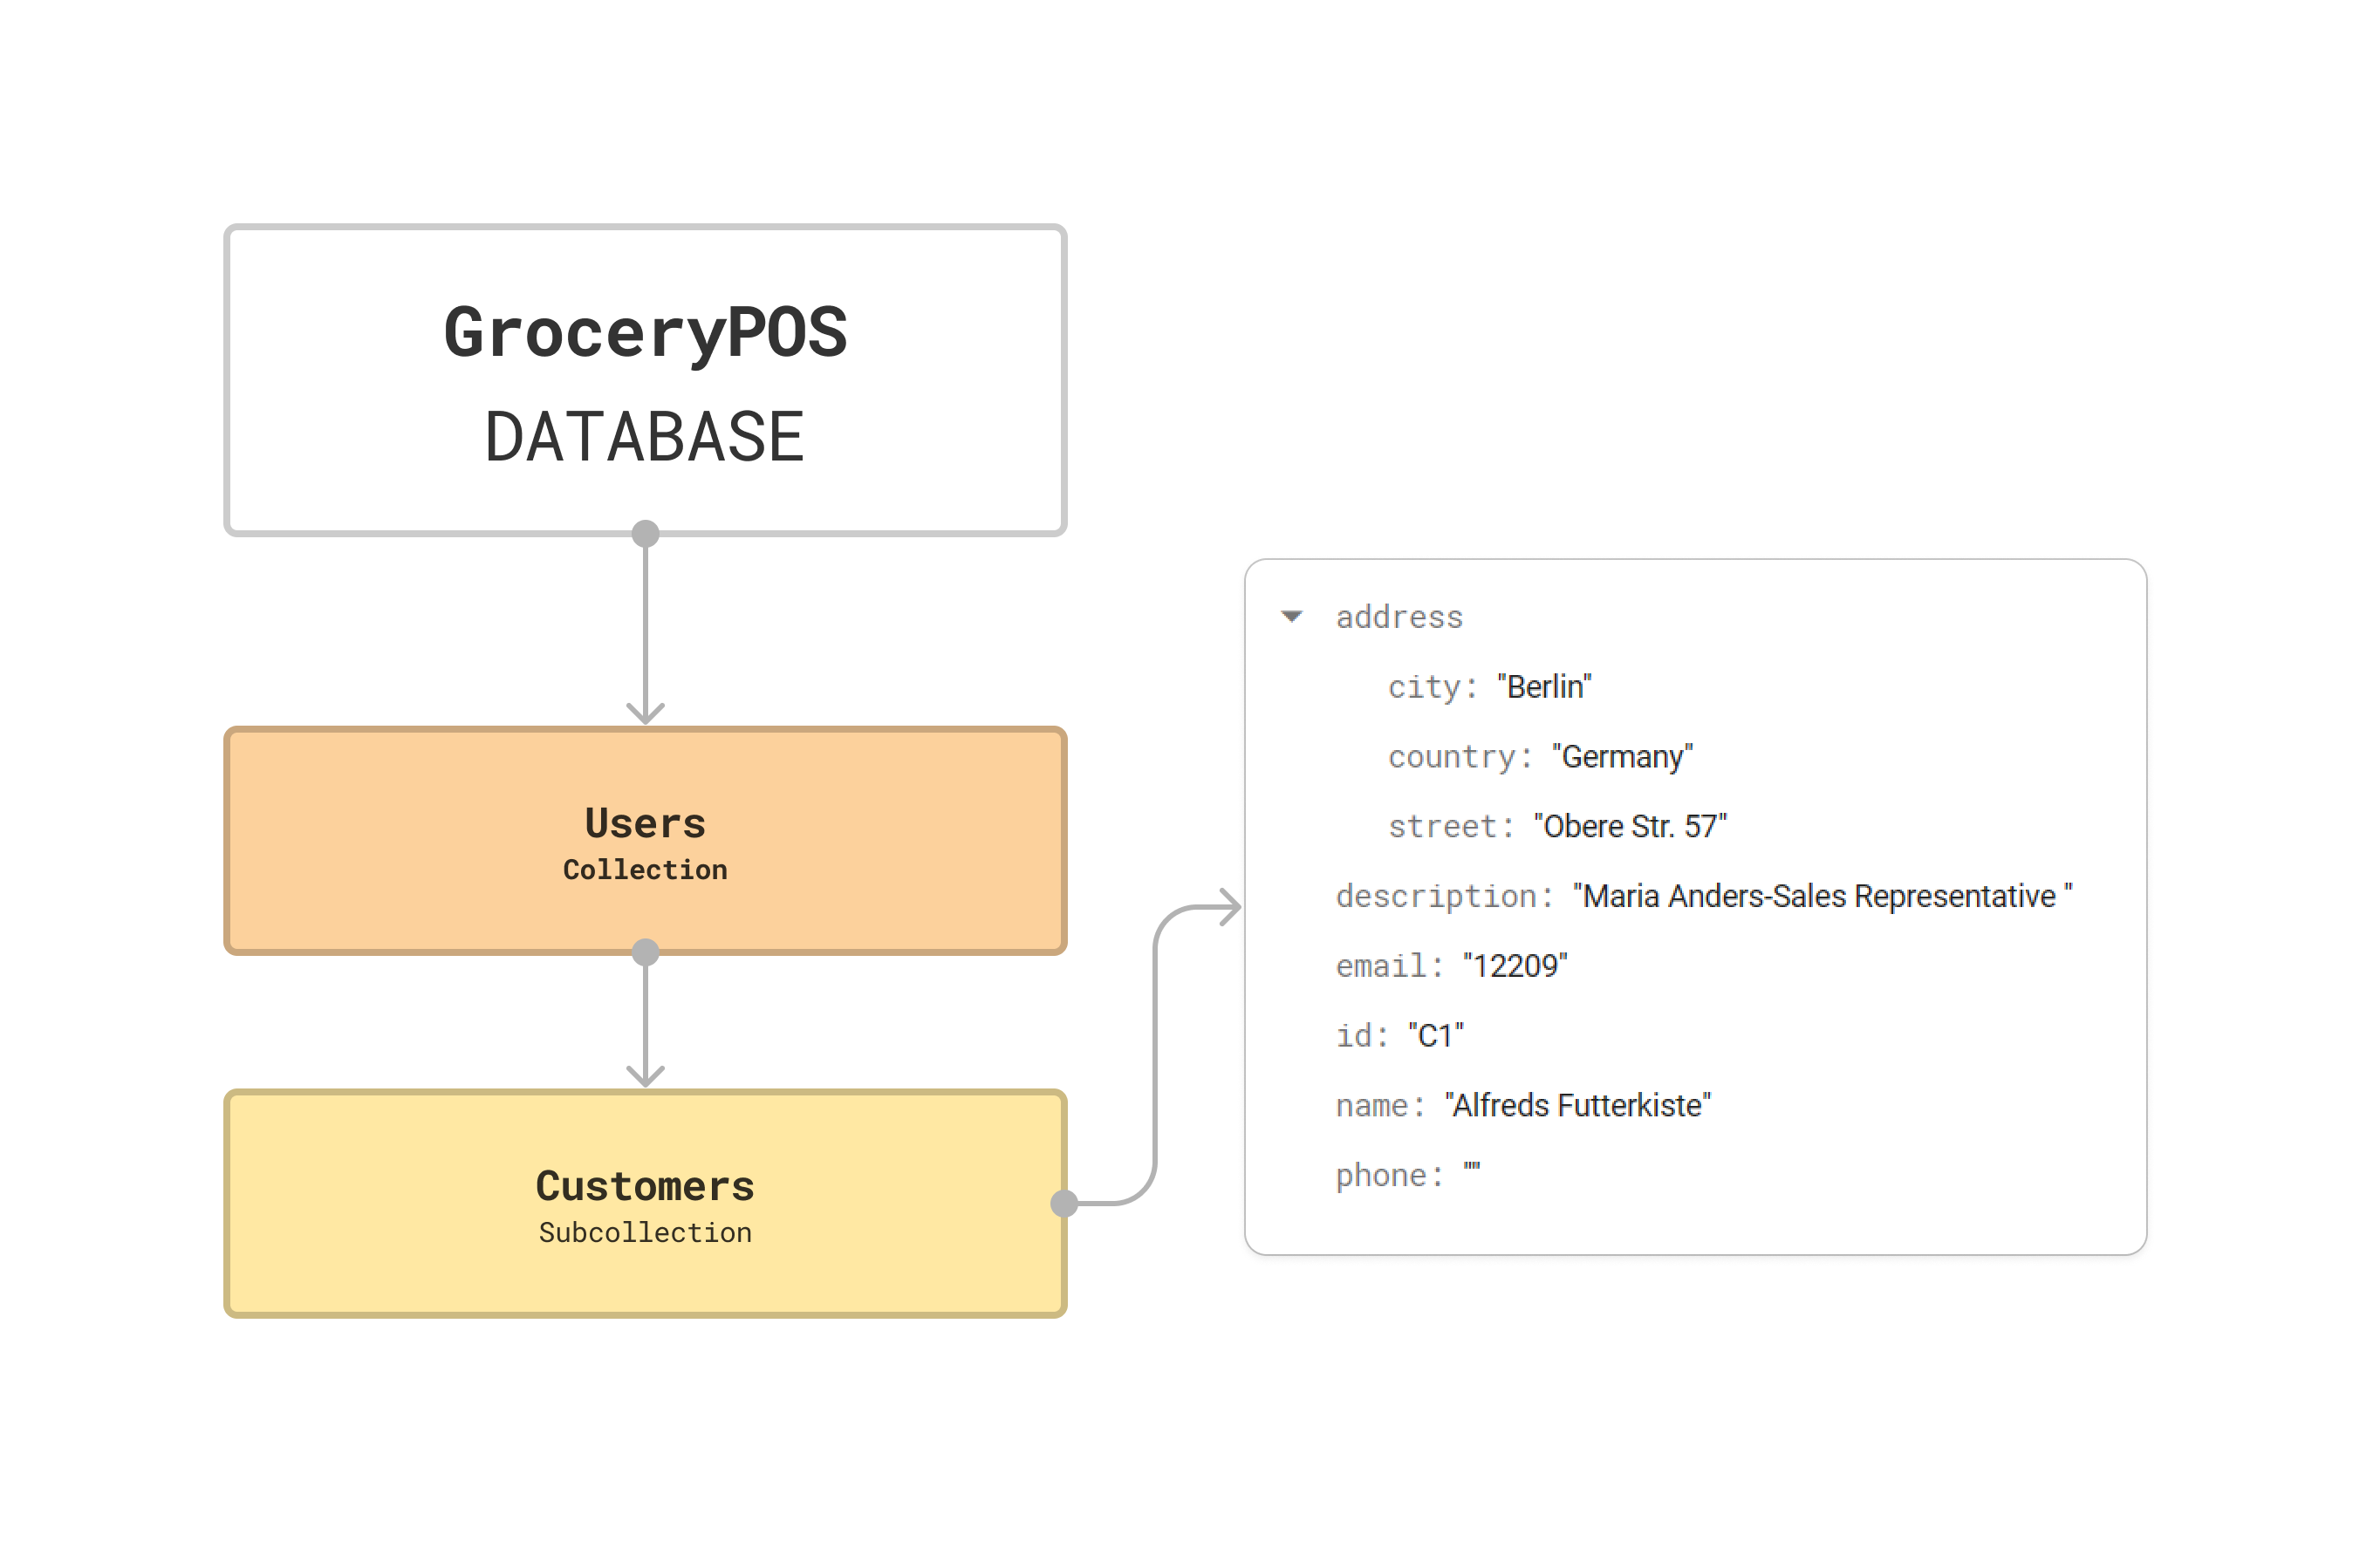 GroceryPOS
DATABASE
Users
Collection
Customers
Subcollection
address
city: "Berlin"
country: "Germany"
street: "Obere Str. 57"
description: "Maria Anders-Sales Representative "
email: "12209"
id: "C1"
name: "Alfreds Futterkiste"
phone: ""